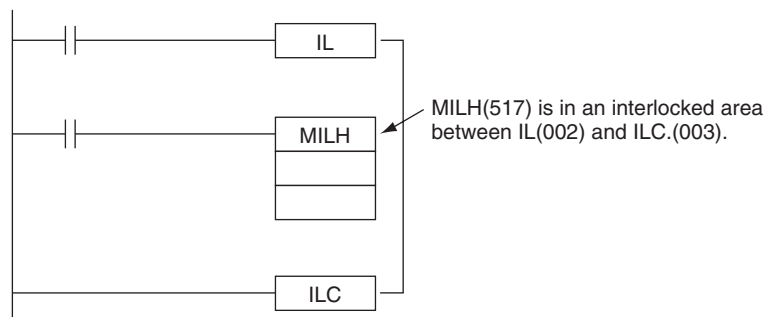 IL
MILH
MILH(517) is in an interlocked area
between IL(002) and ILC.(003).
ILC